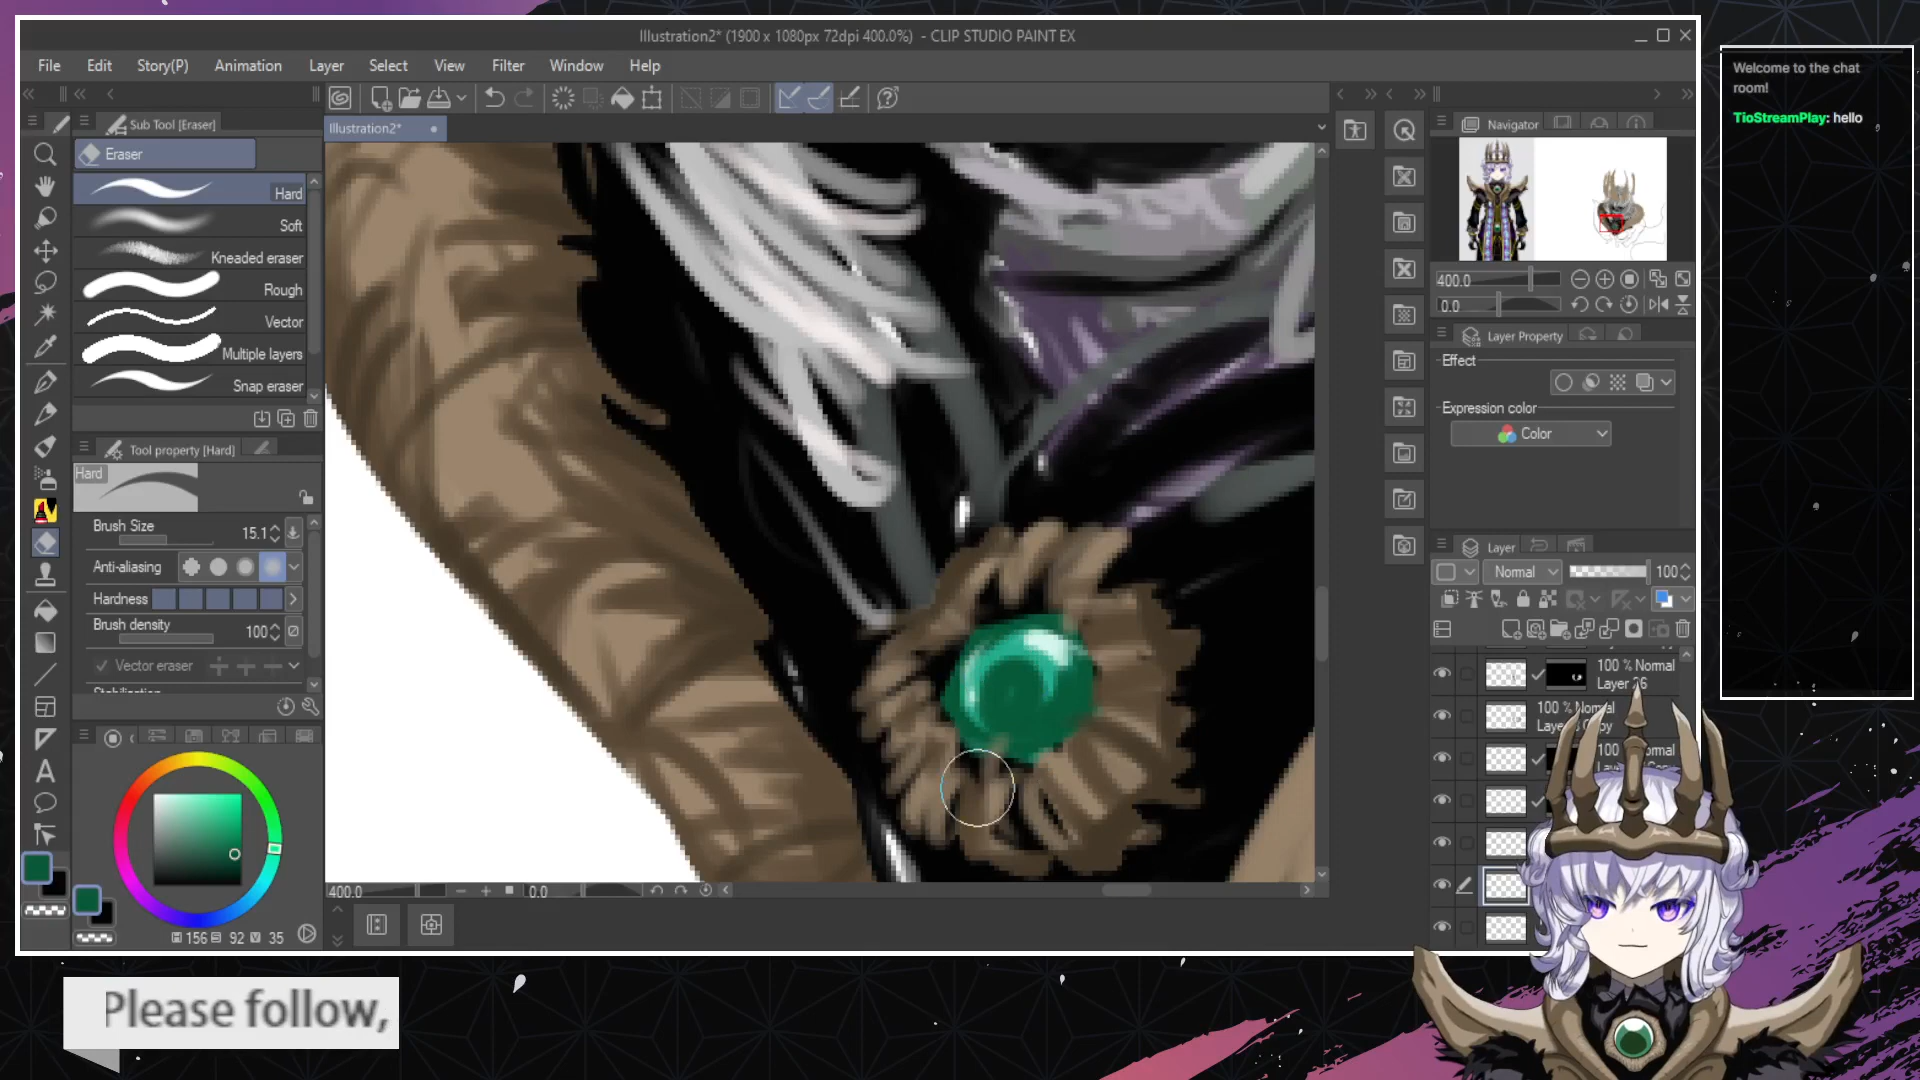 Illustration2* (1900 x 1080px 72dpi 400.0%) - CLIP STUDIO PAINT EX
File Edit Story(P) Animation Layer Select View Filter Window Help
Sub Tool [Eraser]
Illustration2*
Eraser
Hard
Soft
Kneaded eraser
Rough
Vector
Multiple layers
Snap eraser
Tool property [Hard]
Hard
Brush Size 15.1
Anti-aliasing
Hardness
Brush density 100
Vector eraser
156 92 35
400.0 0.0
Navigator
400.0
0.0
Layer Property
Effect
Expression color
Color
Layer
Normal 100
100 % Normal
Layer 26
100 % Normal
Copy
100
Welcome to the chat
room!
TioStreamPlay: hello
Please follow,